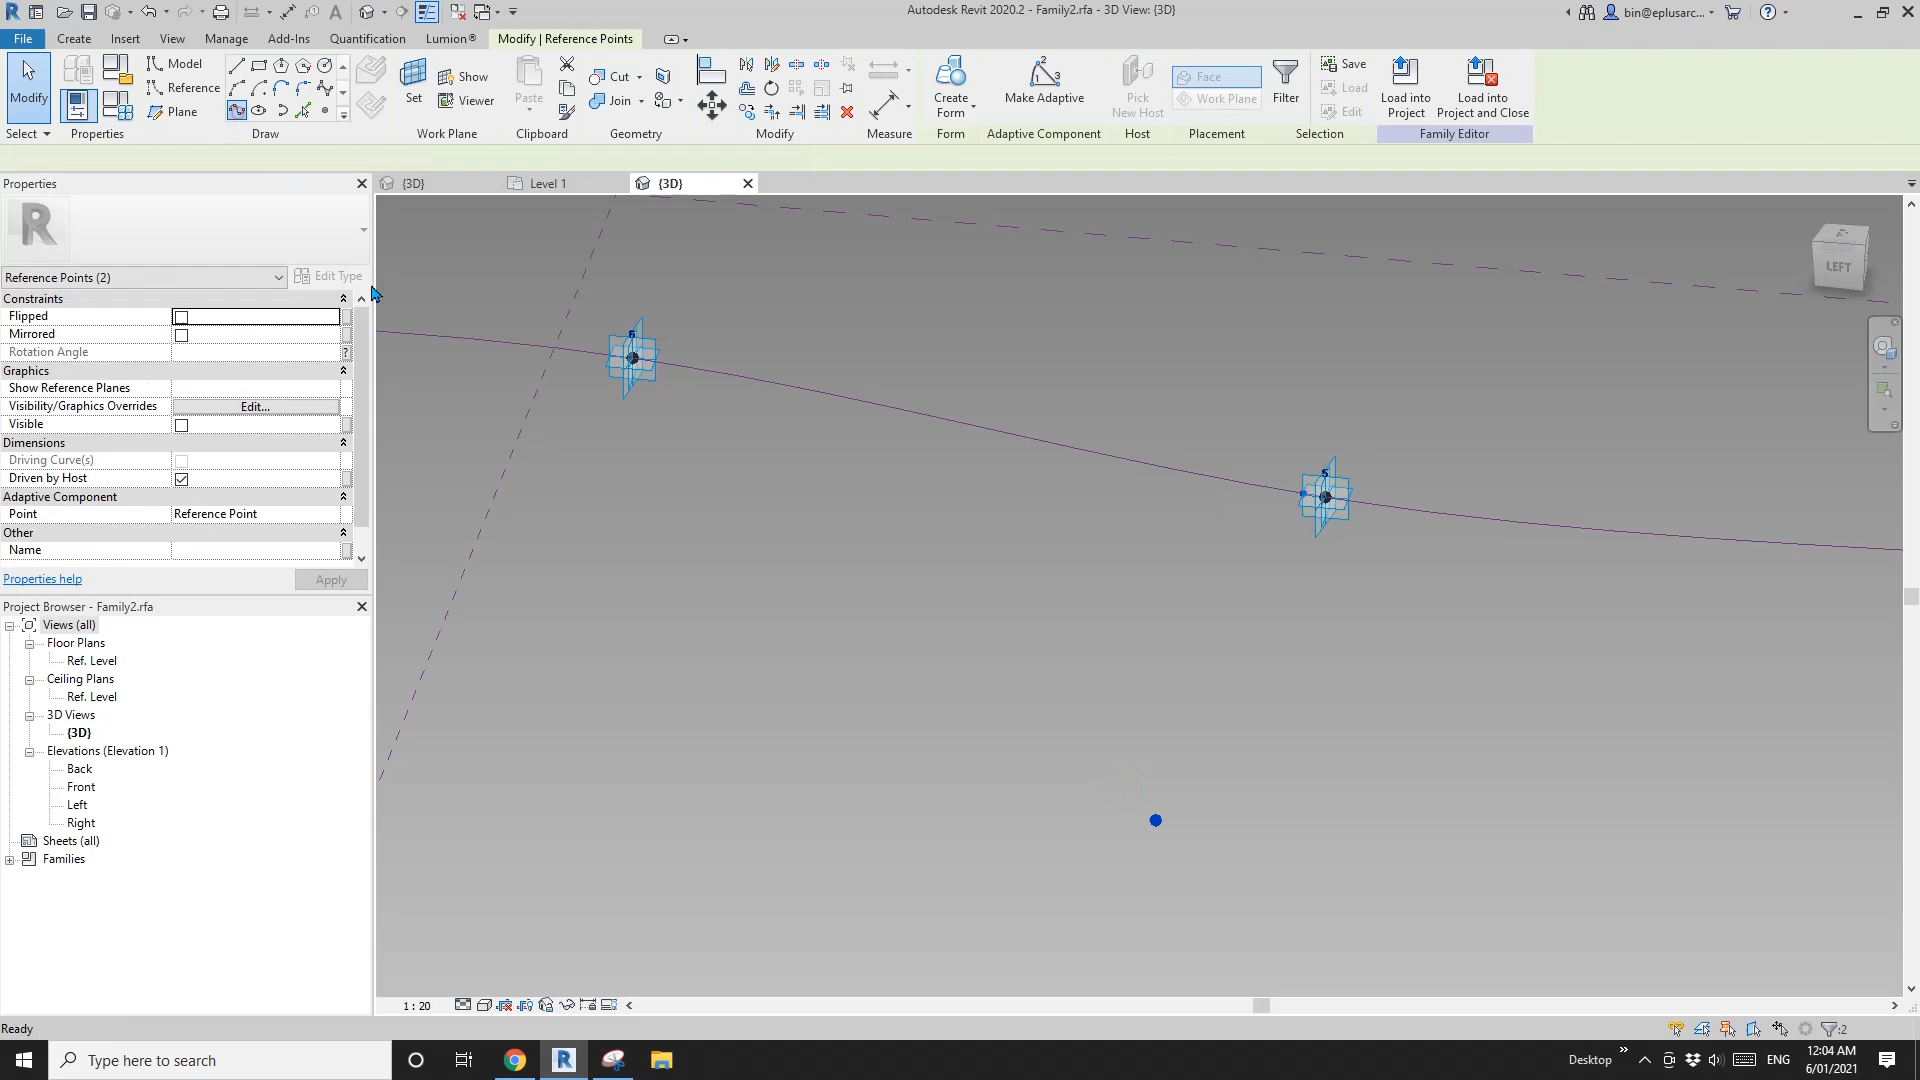 Autodesk Revit 2020.2 - Family2.rfa - 3D View: {3D}
bin@eplusarc...
File Create Insert View Manage Add-Ins Quantification Lumion® Modify | Reference Points
Modify
Model
Reference
Plane
Set
Show
Viewer
Paste
Cut
Join
Create Form
Make Adaptive
Pick New Host
Face
Work Plane
Filter
Save
Load
Edit
Load into Project
Load into Project and Close
Select Properties Draw Work Plane Clipboard Geometry Modify Measure Form Adaptive Component Host Placement Selection Family Editor
Properties
{3D} Level 1 {3D}
R
Reference Points (2) Edit Type
Constraints
Flipped
Mirrored
Rotation Angle ?
Graphics
Show Reference Planes
Visibility/Graphics Overrides Edit...
Visible
Dimensions
Driving Curve(s)
Driven by Host
Adaptive Component
Point Reference Point
Other
Name
Properties help Apply
Project Browser - Family2.rfa
Views (all)
Floor Plans
Ref. Level
Ceiling Plans
Ref. Level
3D Views
{3D}
Elevations (Elevation 1)
Back
Front
Left
Right
Sheets (all)
Families
LEFT
6
5
1 : 20
Ready
:2
Type here to search
Desktop
ENG
12:04 AM
6/01/2021